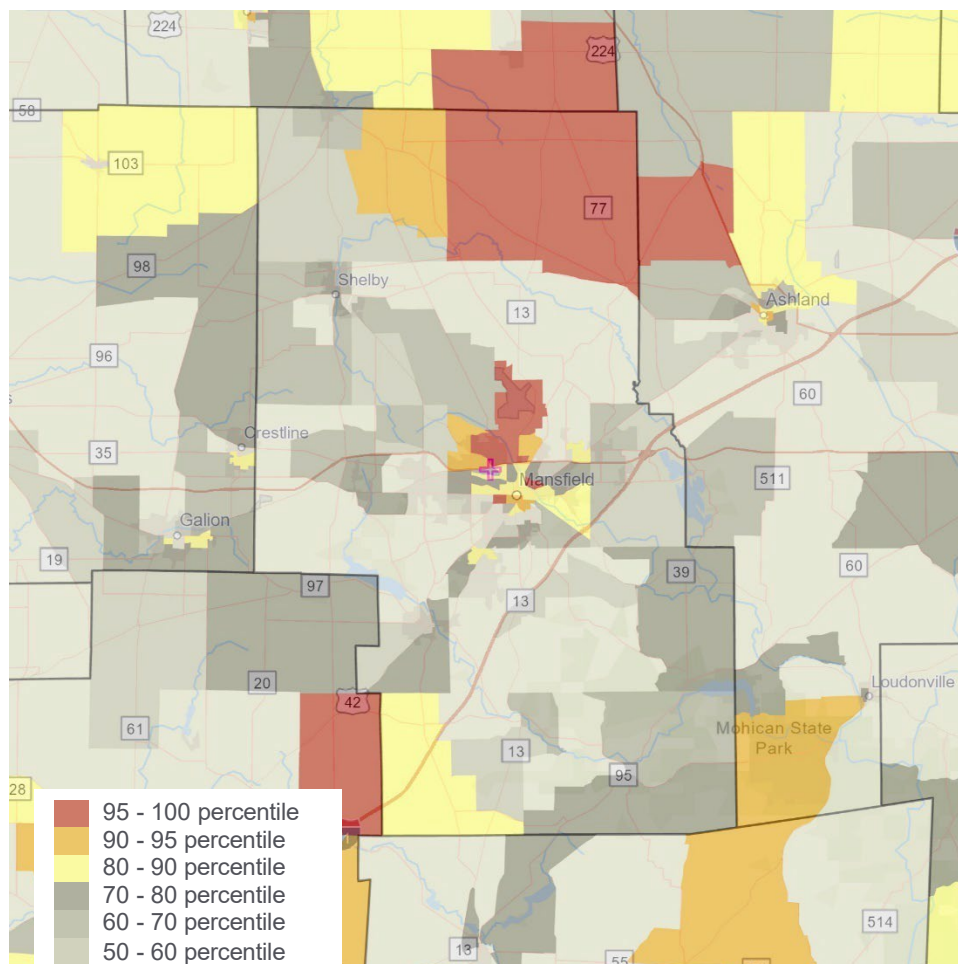 224
224
58
103
77
98
Shelby
13
Ashland
96
60
Crestline
35
Mansfield
511
Galion
19
60
39
97
13
20
42
Loudonville
61
Mohican State
Park
13
95
28
95 - 100 percentile
90 - 95 percentile
80 - 90 percentile
70 - 80 percentile
60 - 70 percentile
50 - 60 percentile
514
13
55